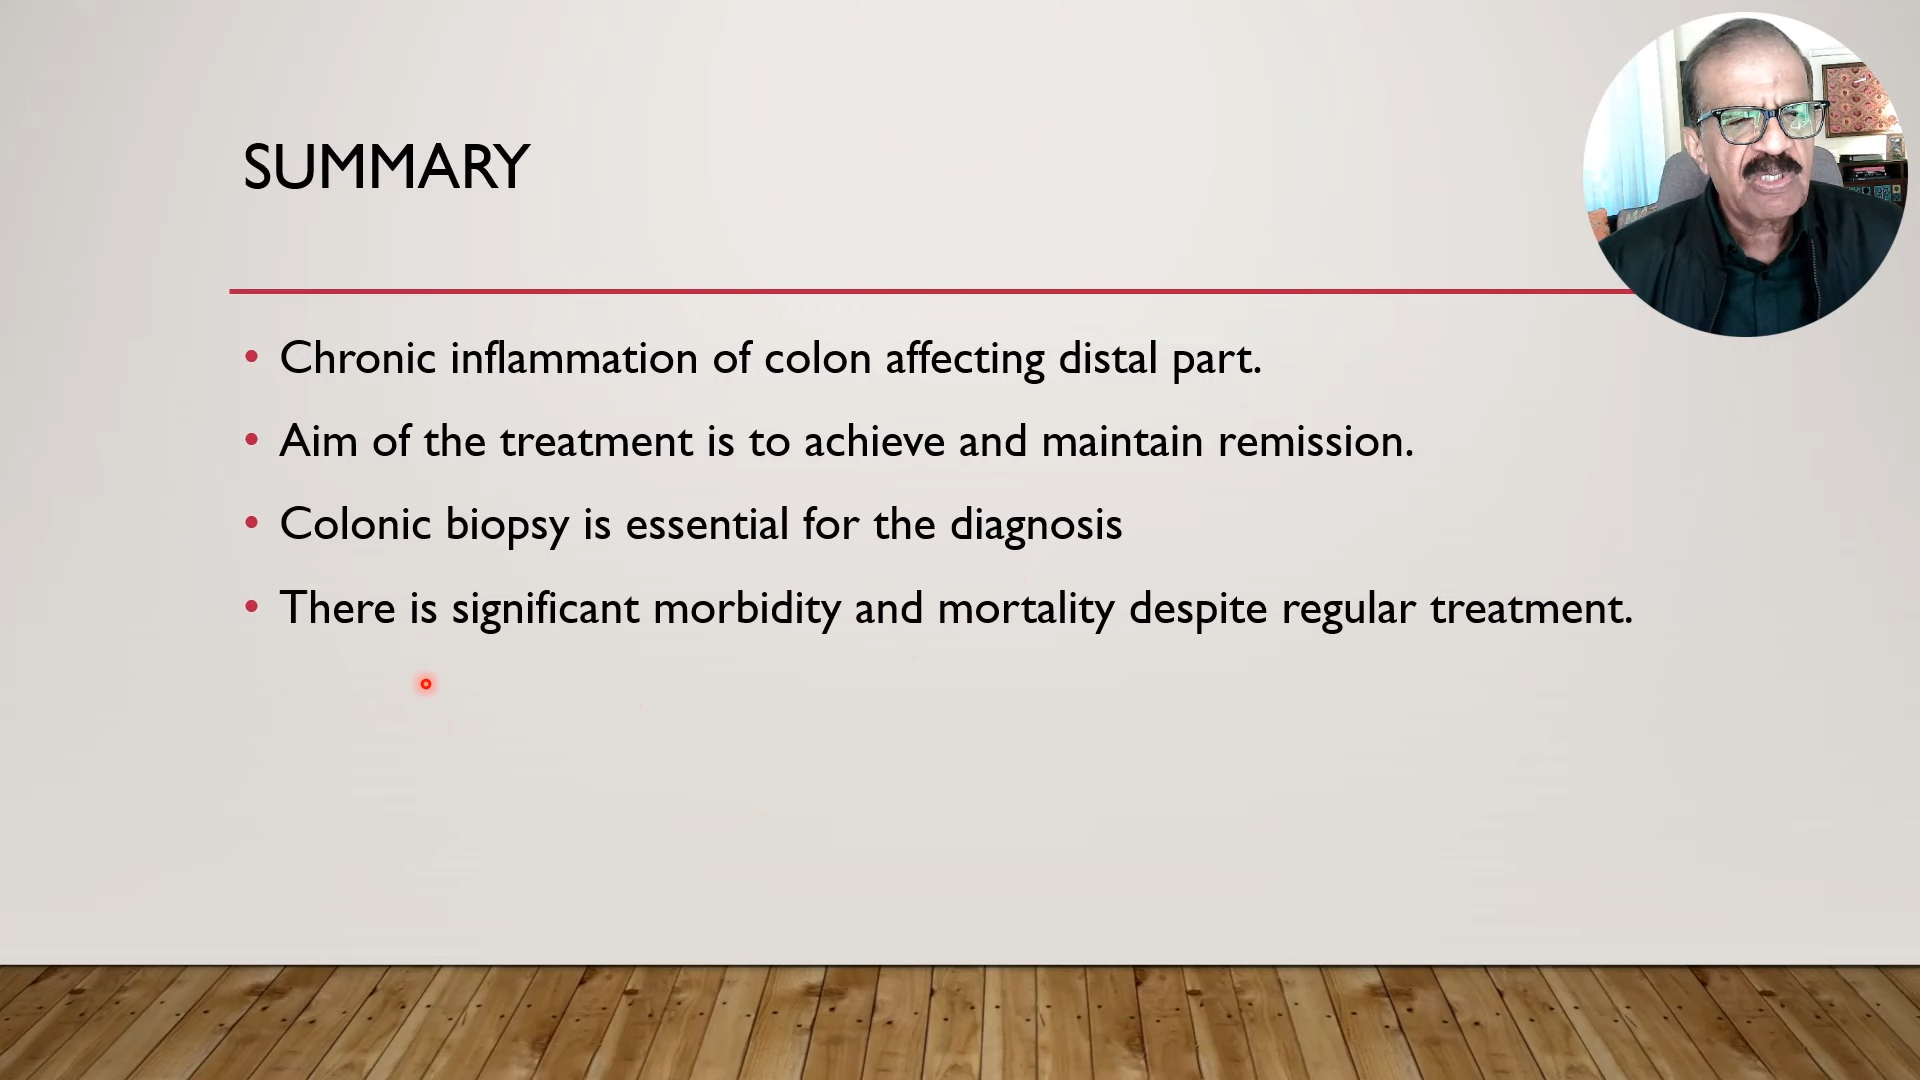 SUMMARY
• Chronic inflammation of colon affecting distal part.
• Aim of the treatment is to achieve and maintain remission.
• Colonic biopsy is essential for the diagnosis
• There is significant morbidity and mortality despite regular treatment.